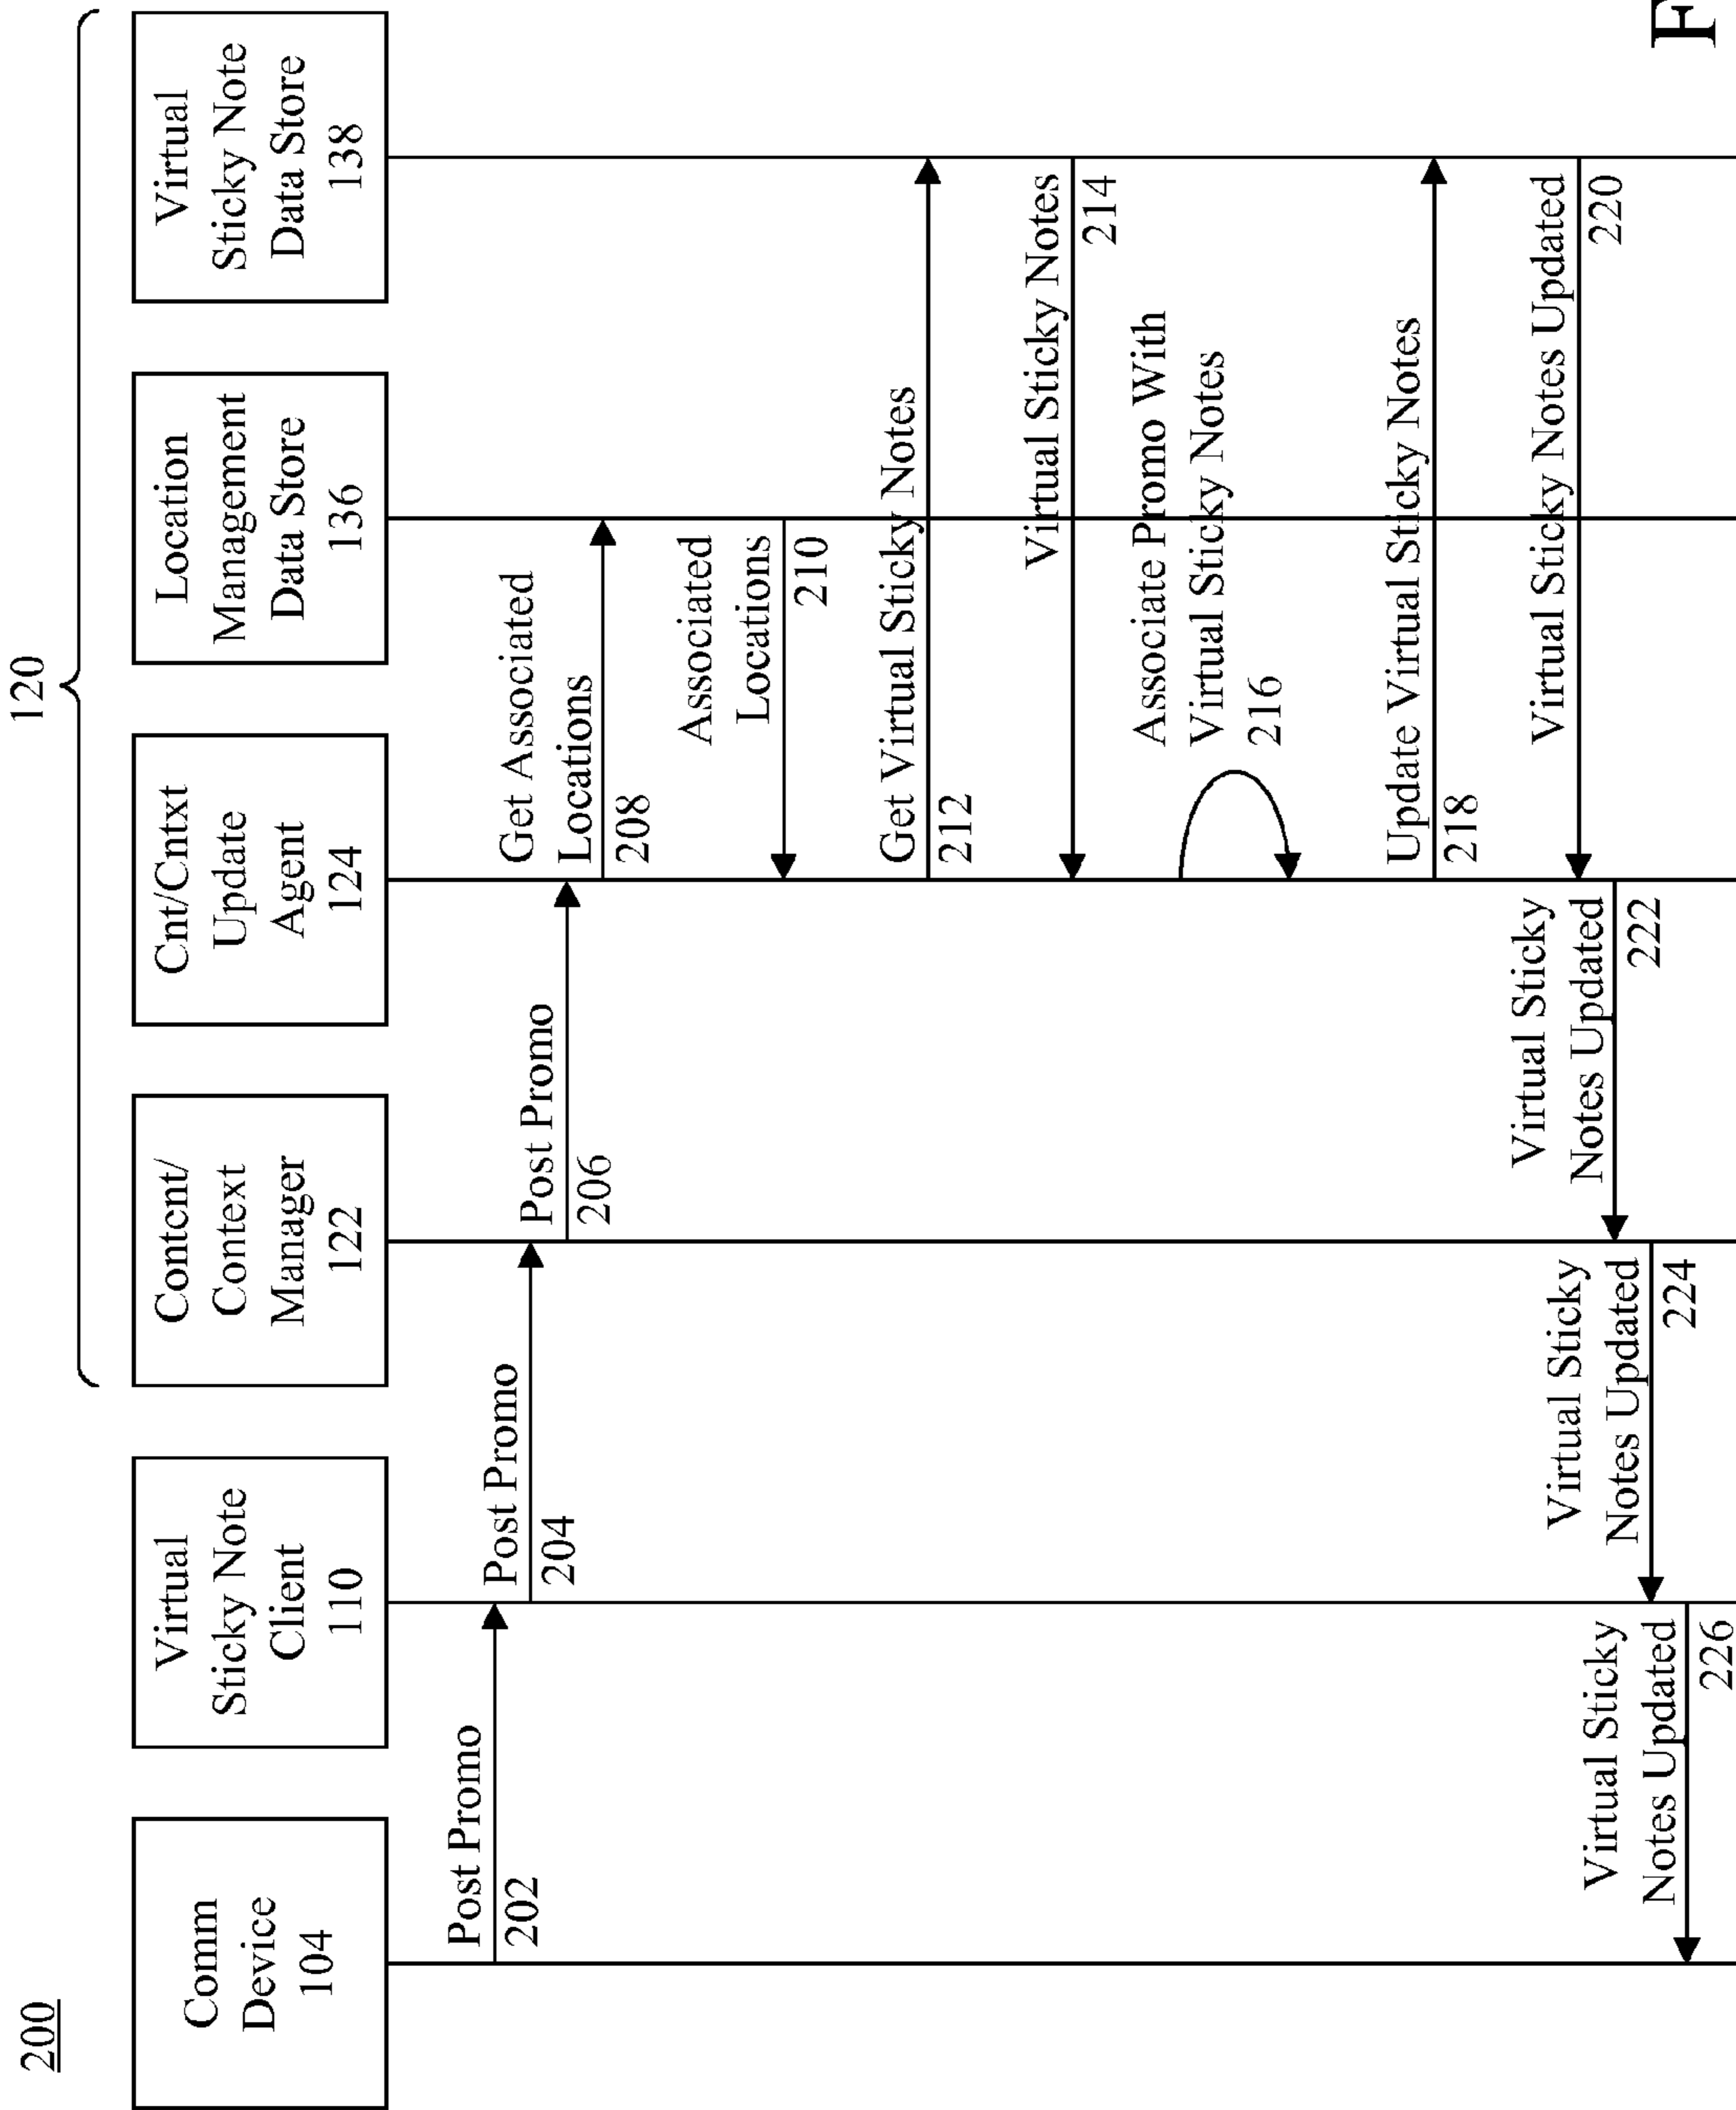 200
120
Comm
Device
104
Virtual
Sticky Note
Client
110
Contcnt/
Context
Manager
122
Cnt/Cntxt
Update
Agent
124
Location
Management
Data Store
136
Virtual
Sticky Note
Data Store
138
Post Promo
202
Post Promo
204
Post Promo
206
Get Associated
Locations
208
Associated
Locations
210
Get Virtual Sticky Notes
212
Virtual Sticky Notes
214
Associate Promo With
Virtual Sticky Notes
216
Update Virtual Sticky Notes
218
Virtual Sticky Notes Updated
220
Virtual Sticky
Notes Updated
222
Virtual Sticky
Notes Updated
224
Virtual Sticky
Notes Updated
226
F